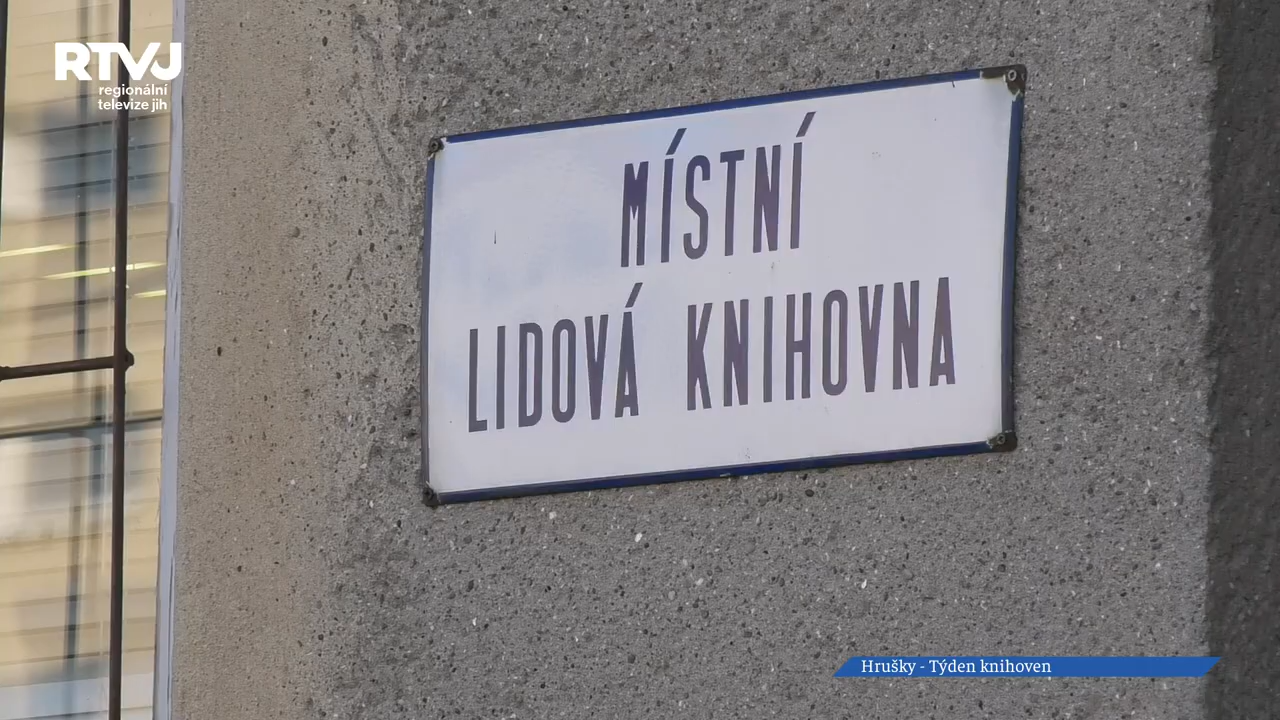 RTVJ
regionální
televize jih
MÍSTNÍ
LIDOVÁ KNIHOVNA
Hrušky - Týden knihoven